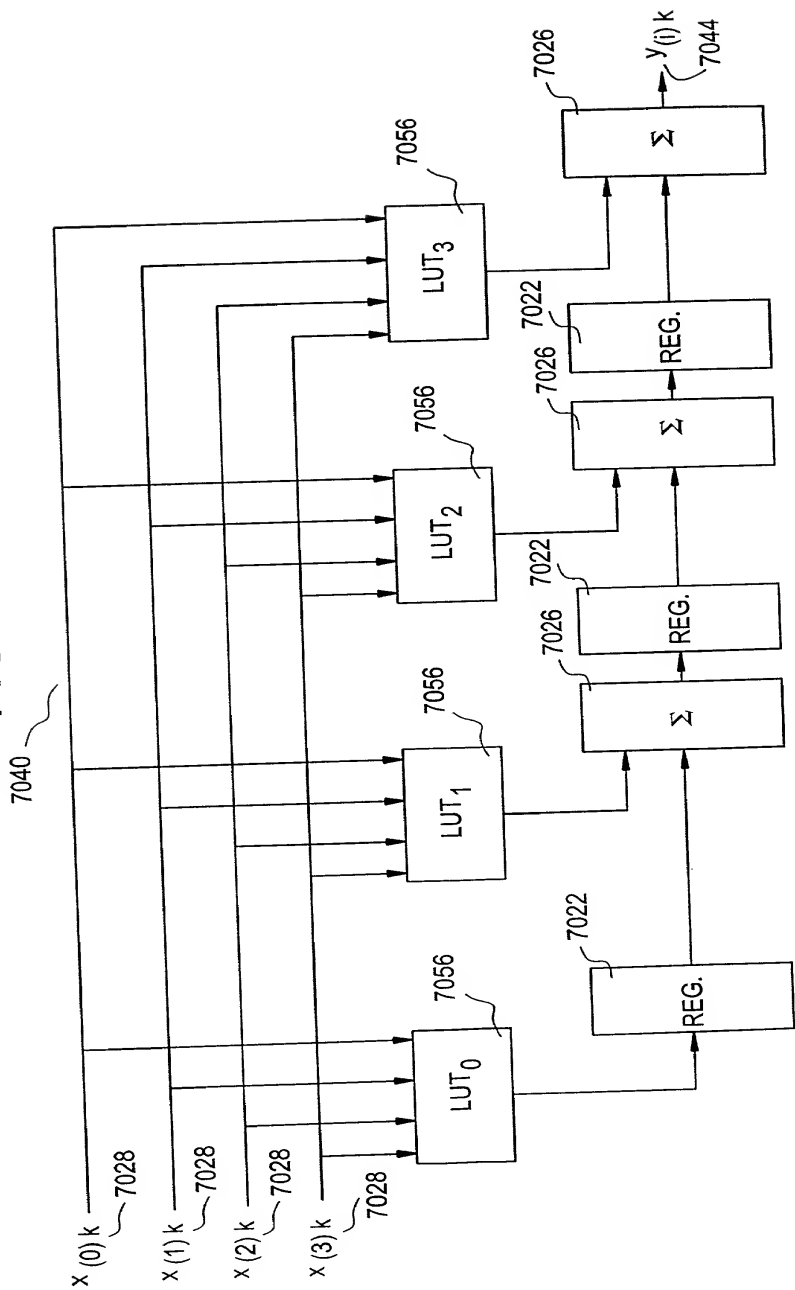 7040
x (0) k
7028
x (1) k
7028
x (2) k
7028
x (3) k
7028
LUT0
7056
LUT1
7056
LUT2
7056
LUT3
7056
REG.
7022
Σ
7026
REG.
7022
Σ
7026
REG.
7022
Σ
7026
y (i) k
7044